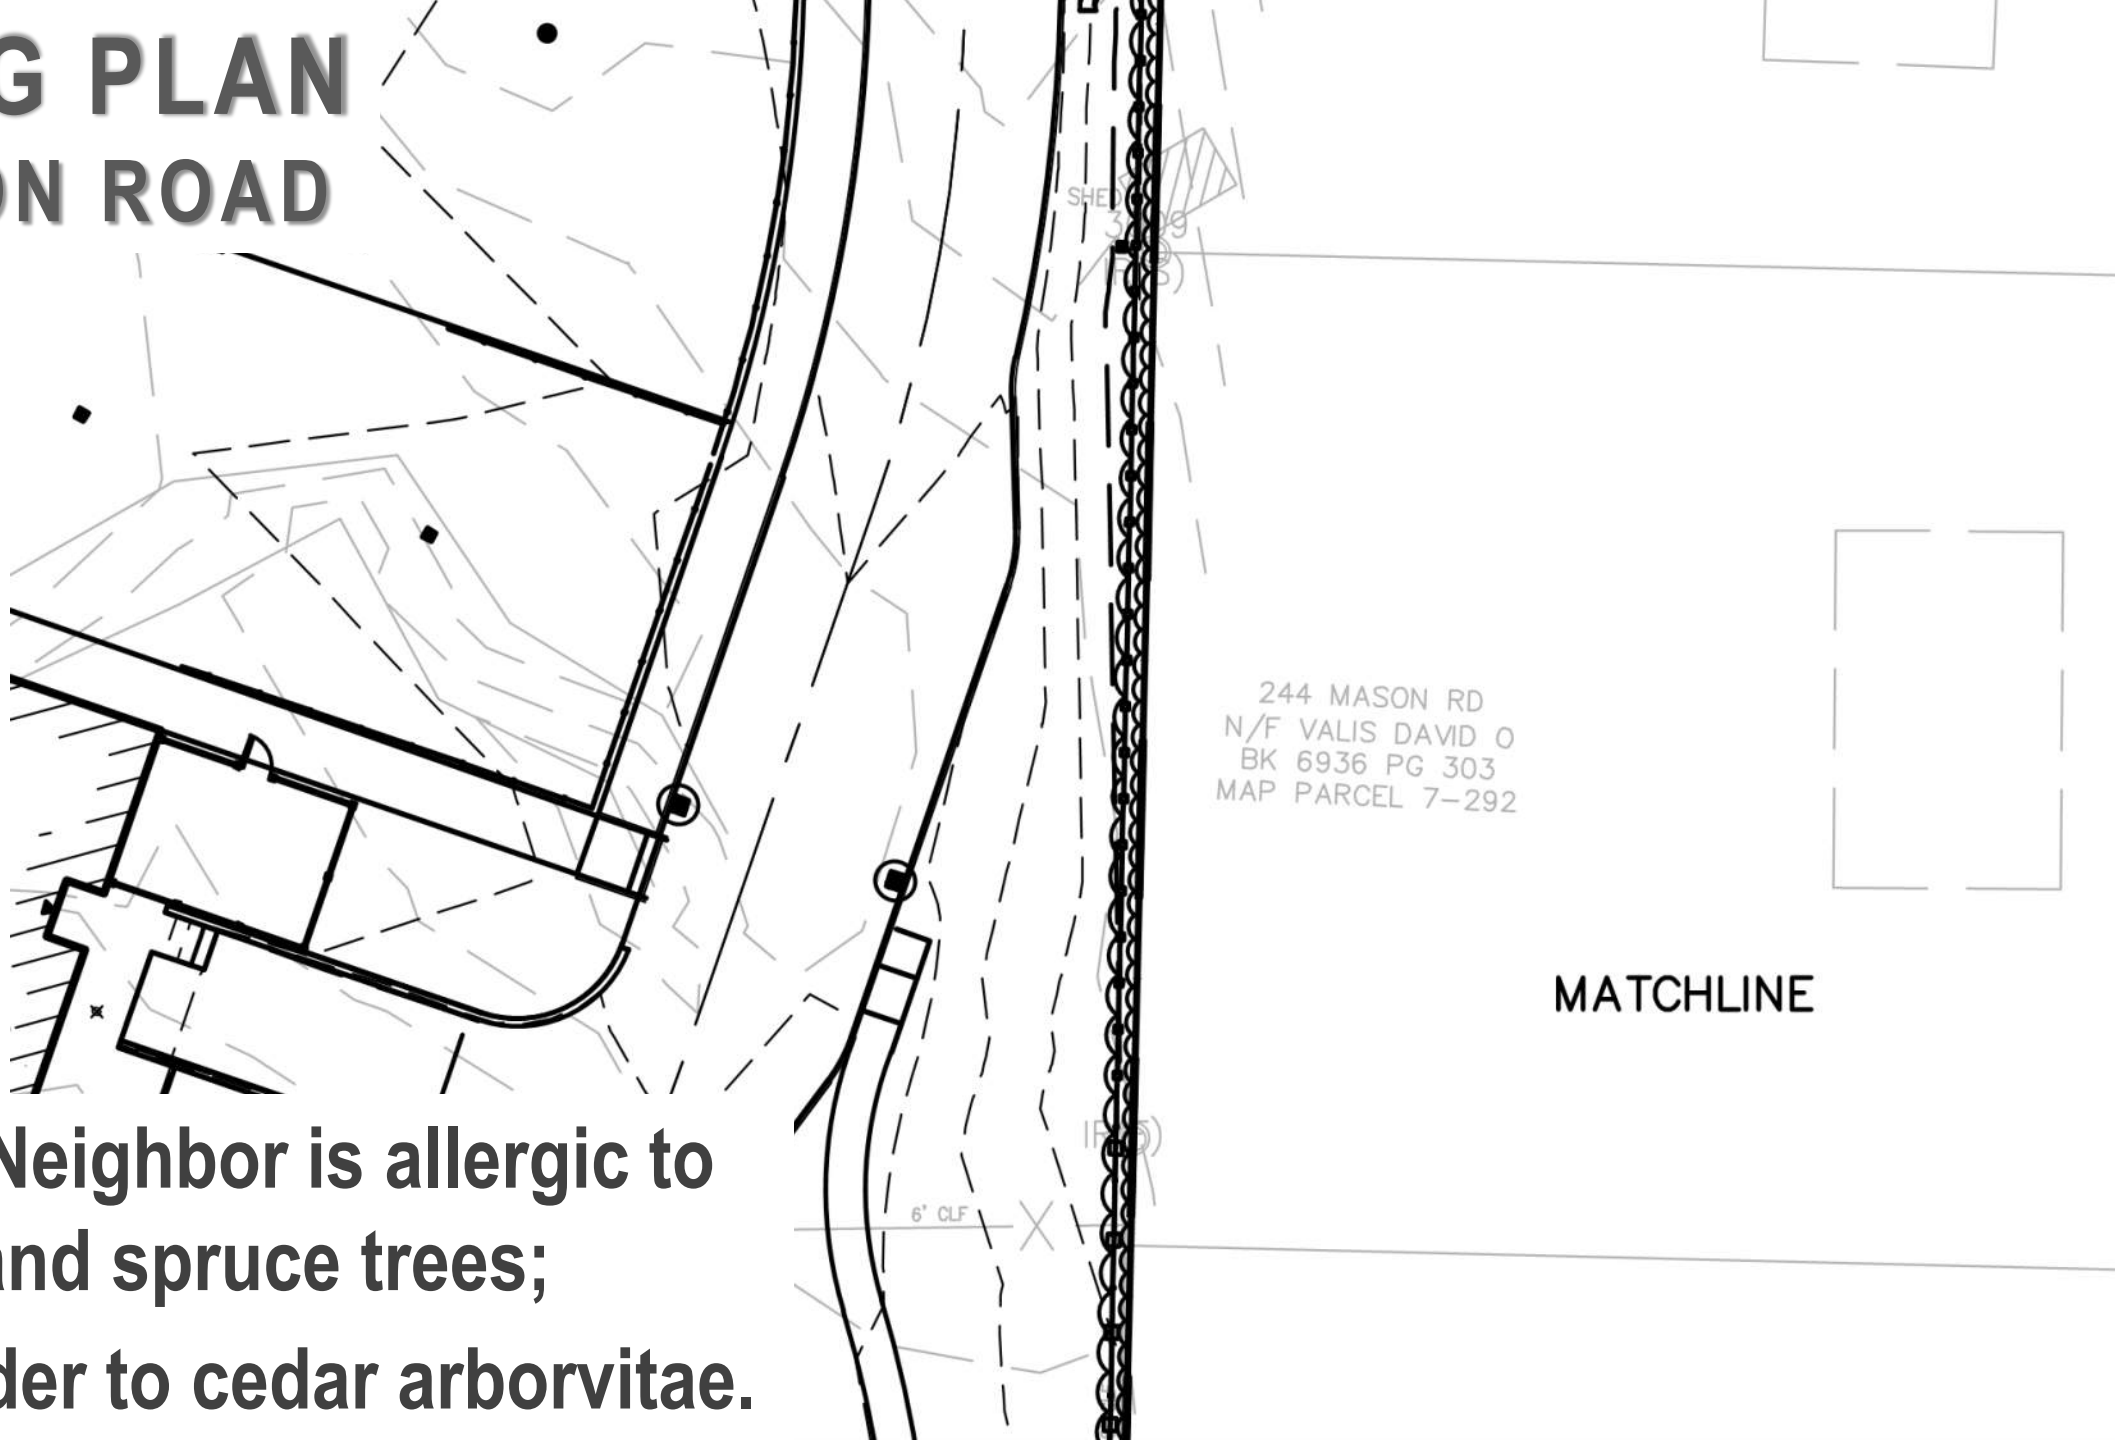 G PLAN
ON ROAD
SHED
244 MASON RD
N/F VALIS DAVID O
BK 6936 PG 303
MAP PARCEL 7-292
MATCHLINE
Neighbor is allergic to
and spruce trees;
6' CLF
der to cedar arborvitae.